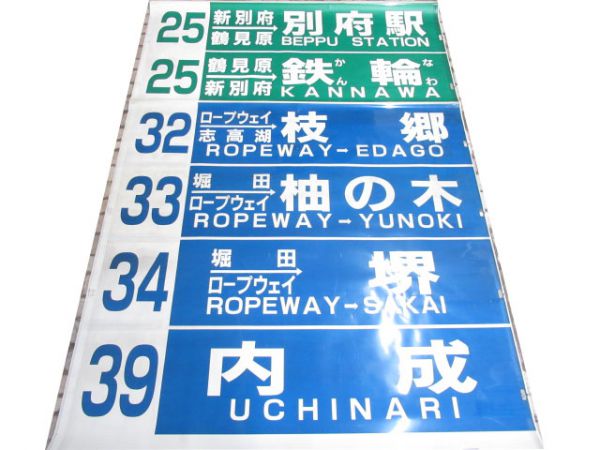 25 新別府 → 鶴見原 別府駅
BEPPU STATION
25 鶴見原 → 新別府 鉄輪
かんなわ
KANNAWA
32 ロープウェイ → 志高湖 枝郷
ROPEWAY→EDAGO
33 堀田 → ロープウェイ 柚の木
ROPEWAY→YUNOKI
34 堀田 → ロープウェイ 堺
ROPEWAY→SAKAI
39 内成
UCHINARI